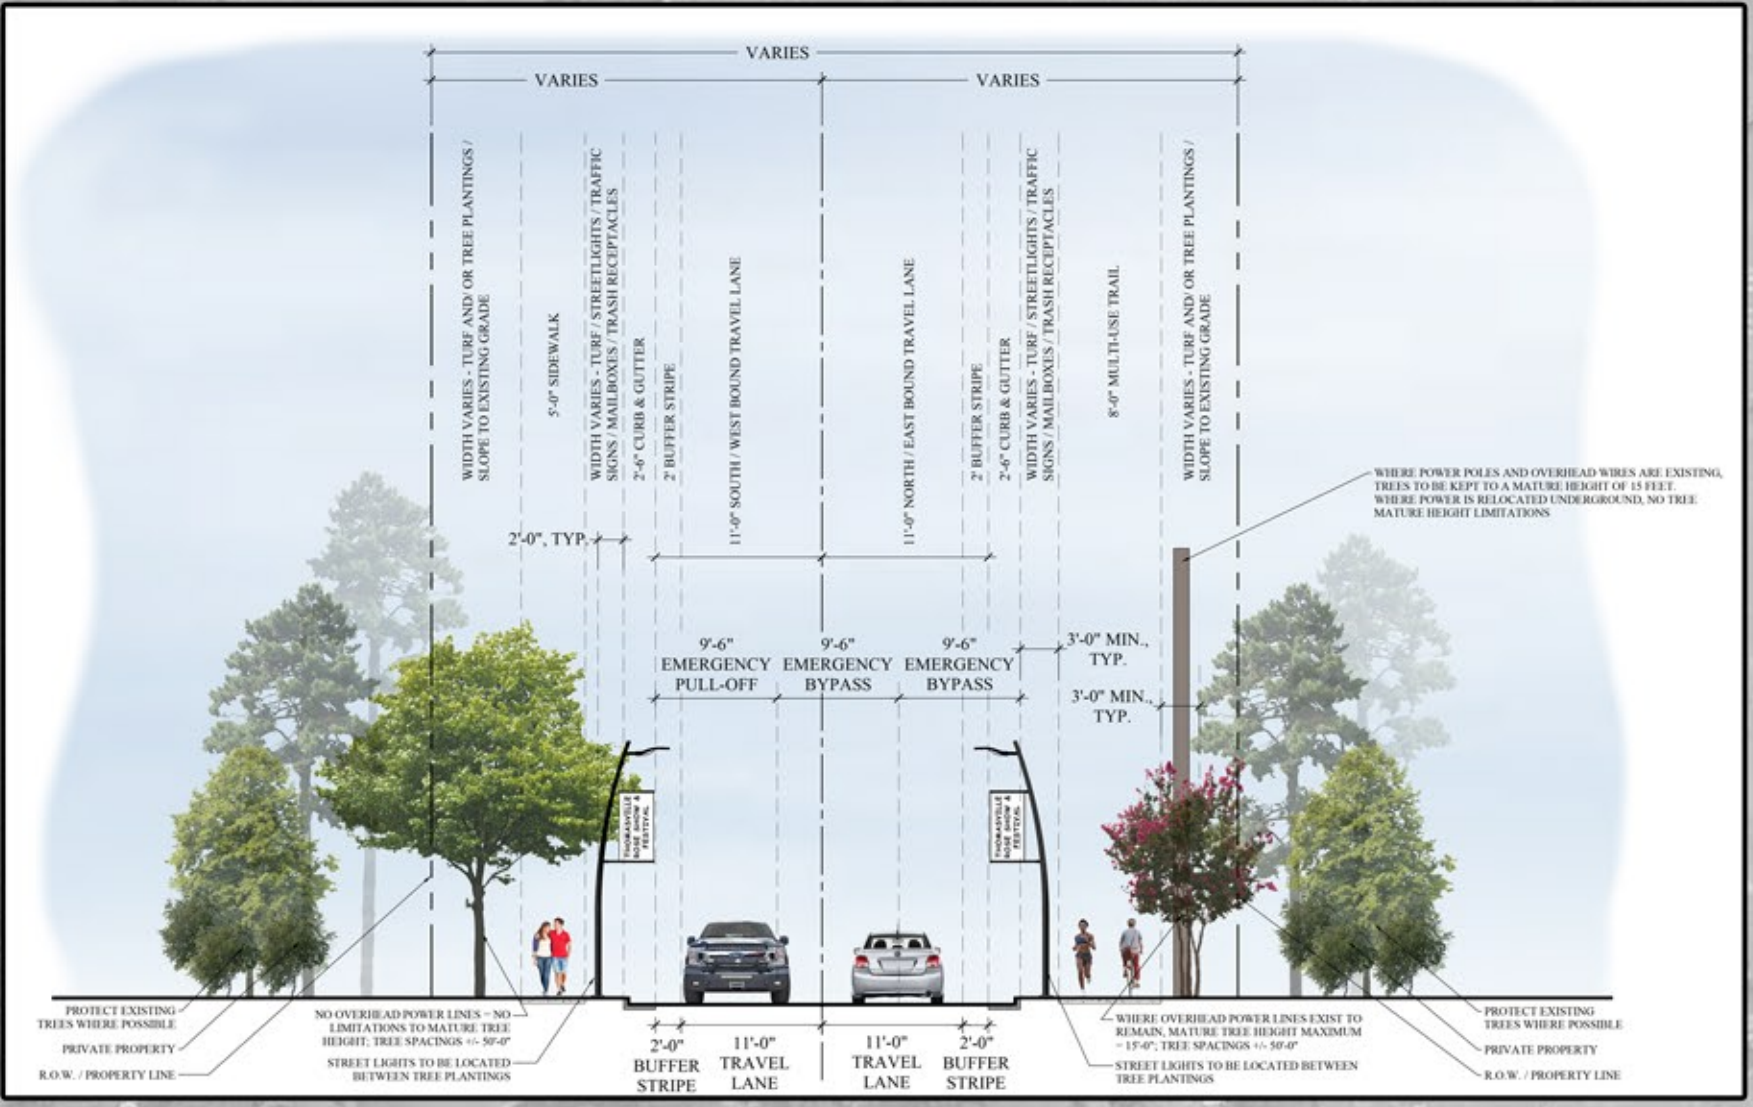 VARIES
VARIES
VARIES
WIDTH VARIES - TURF AND/ OR TREE PLANTINGS /
SLOPE TO EXISTING GRADE
5'-0" SIDEWALK
WIDTH VARIES - TURF / STREETLIGHTS / TRAFFIC
SIGNS / MAILBOXES / TRASH RECEPTACLES
2'-6" CURB & GUTTER
2' BUFFER STRIPE
11'-0" SOUTH / WEST BOUND TRAVEL LANE
11'-0" NORTH / EAST BOUND TRAVEL LANE
2' BUFFER STRIPE
2'-6" CURB & GUTTER
WIDTH VARIES - TURF / STREETLIGHTS / TRAFFIC
SIGNS / MAILBOXES / TRASH RECEPTACLES
8'-0" MULTI-USE TRAIL
WIDTH VARIES - TURF AND/ OR TREE PLANTINGS /
SLOPE TO EXISTING GRADE
WHERE POWER POLES AND OVERHEAD WIRES ARE EXISTING,
TREES TO BE KEPT TO A MATURE HEIGHT OF 15 FEET.
WHERE POWER IS RELOCATED UNDERGROUND, NO TREE
MATURE HEIGHT LIMITATIONS
2'-0", TYP.
9'-6"
EMERGENCY
PULL-OFF
9'-6"
EMERGENCY
BYPASS
9'-6"
EMERGENCY
BYPASS
3'-0" MIN.,
TYP.
3'-0" MIN.,
TYP.
THOMASVILLE
ROSE SHOW &
FESTIVAL
THOMASVILLE
ROSE SHOW &
FESTIVAL
PROTECT EXISTING
TREES WHERE POSSIBLE
PRIVATE PROPERTY
R.O.W. / PROPERTY LINE
NO OVERHEAD POWER LINES = NO
LIMITATIONS TO MATURE TREE
HEIGHT; TREE SPACINGS +/- 50'-0"
STREET LIGHTS TO BE LOCATED
BETWEEN TREE PLANTINGS
2'-0"
BUFFER
STRIPE
11'-0"
TRAVEL
LANE
11'-0"
TRAVEL
LANE
2'-0"
BUFFER
STRIPE
WHERE OVERHEAD POWER LINES EXIST TO
REMAIN, MATURE TREE HEIGHT MAXIMUM
= 15'-0"; TREE SPACINGS +/- 50'-0"
STREET LIGHTS TO BE LOCATED BETWEEN
TREE PLANTINGS
PROTECT EXISTING
TREES WHERE POSSIBLE
PRIVATE PROPERTY
R.O.W. / PROPERTY LINE